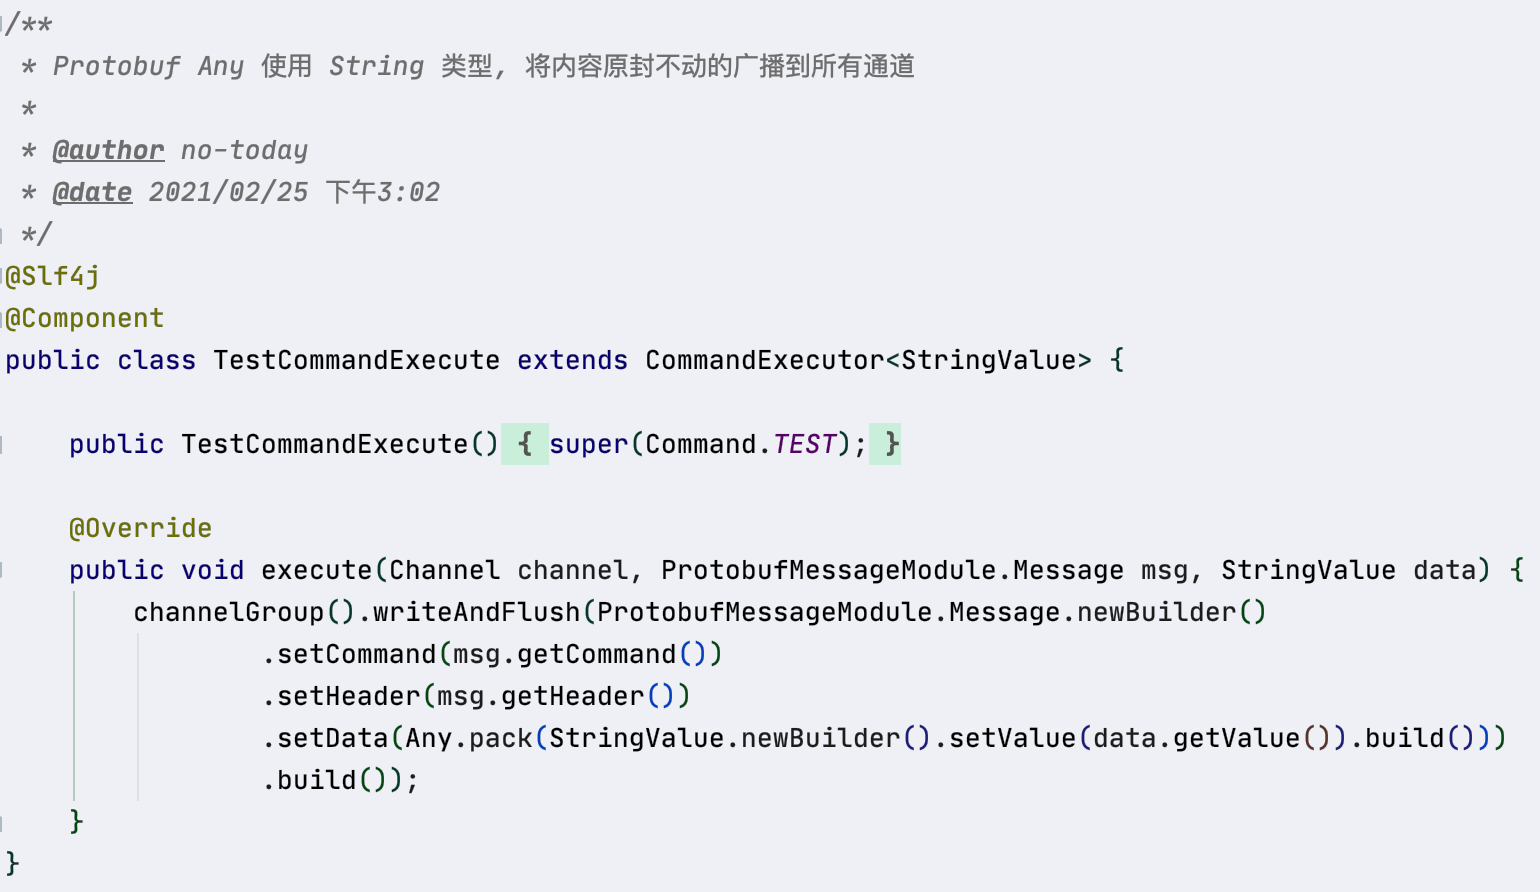 /**
 * Protobuf Any 使用 String 类型, 将内容原封不动的广播到所有通道
 *
 * @author no-today
 * @date 2021/02/25 下午3:02
 */
@Slf4j
@Component
public class TestCommandExecute extends CommandExecutor<StringValue> {
    public TestCommandExecute() { super(Command.TEST); }
    @Override
    public void execute(Channel channel, ProtobufMessageModule.Message msg, StringValue data) {
        channelGroup().writeAndFlush(ProtobufMessageModule.Message.newBuilder()
                .setCommand(msg.getCommand())
                .setHeader(msg.getHeader())
                .setData(Any.pack(StringValue.newBuilder().setValue(data.getValue()).build()))
                .build());
    }
}